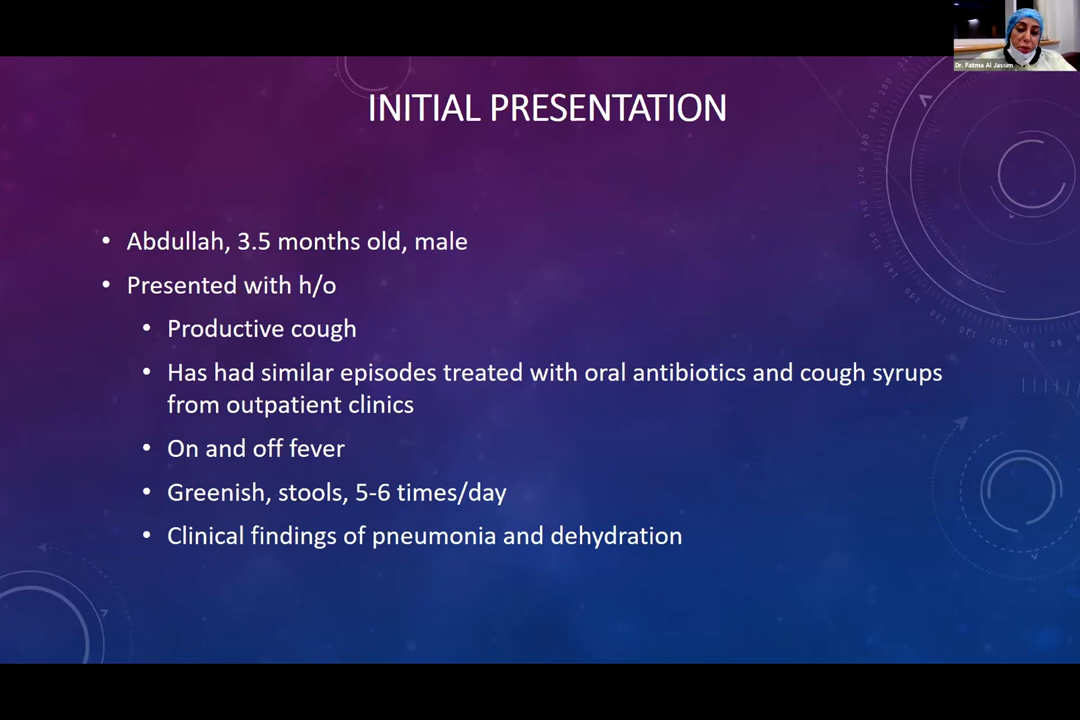 Dr. Fatma Al Jassim
INITIAL PRESENTATION
• Abdullah, 3.5 months old, male
• Presented with h/o
• Productive cough
• Has had similar episodes treated with oral antibiotics and cough syrups
from outpatient clinics
• On and off fever
• Greenish, stools, 5-6 times/day
• Clinical findings of pneumonia and dehydration